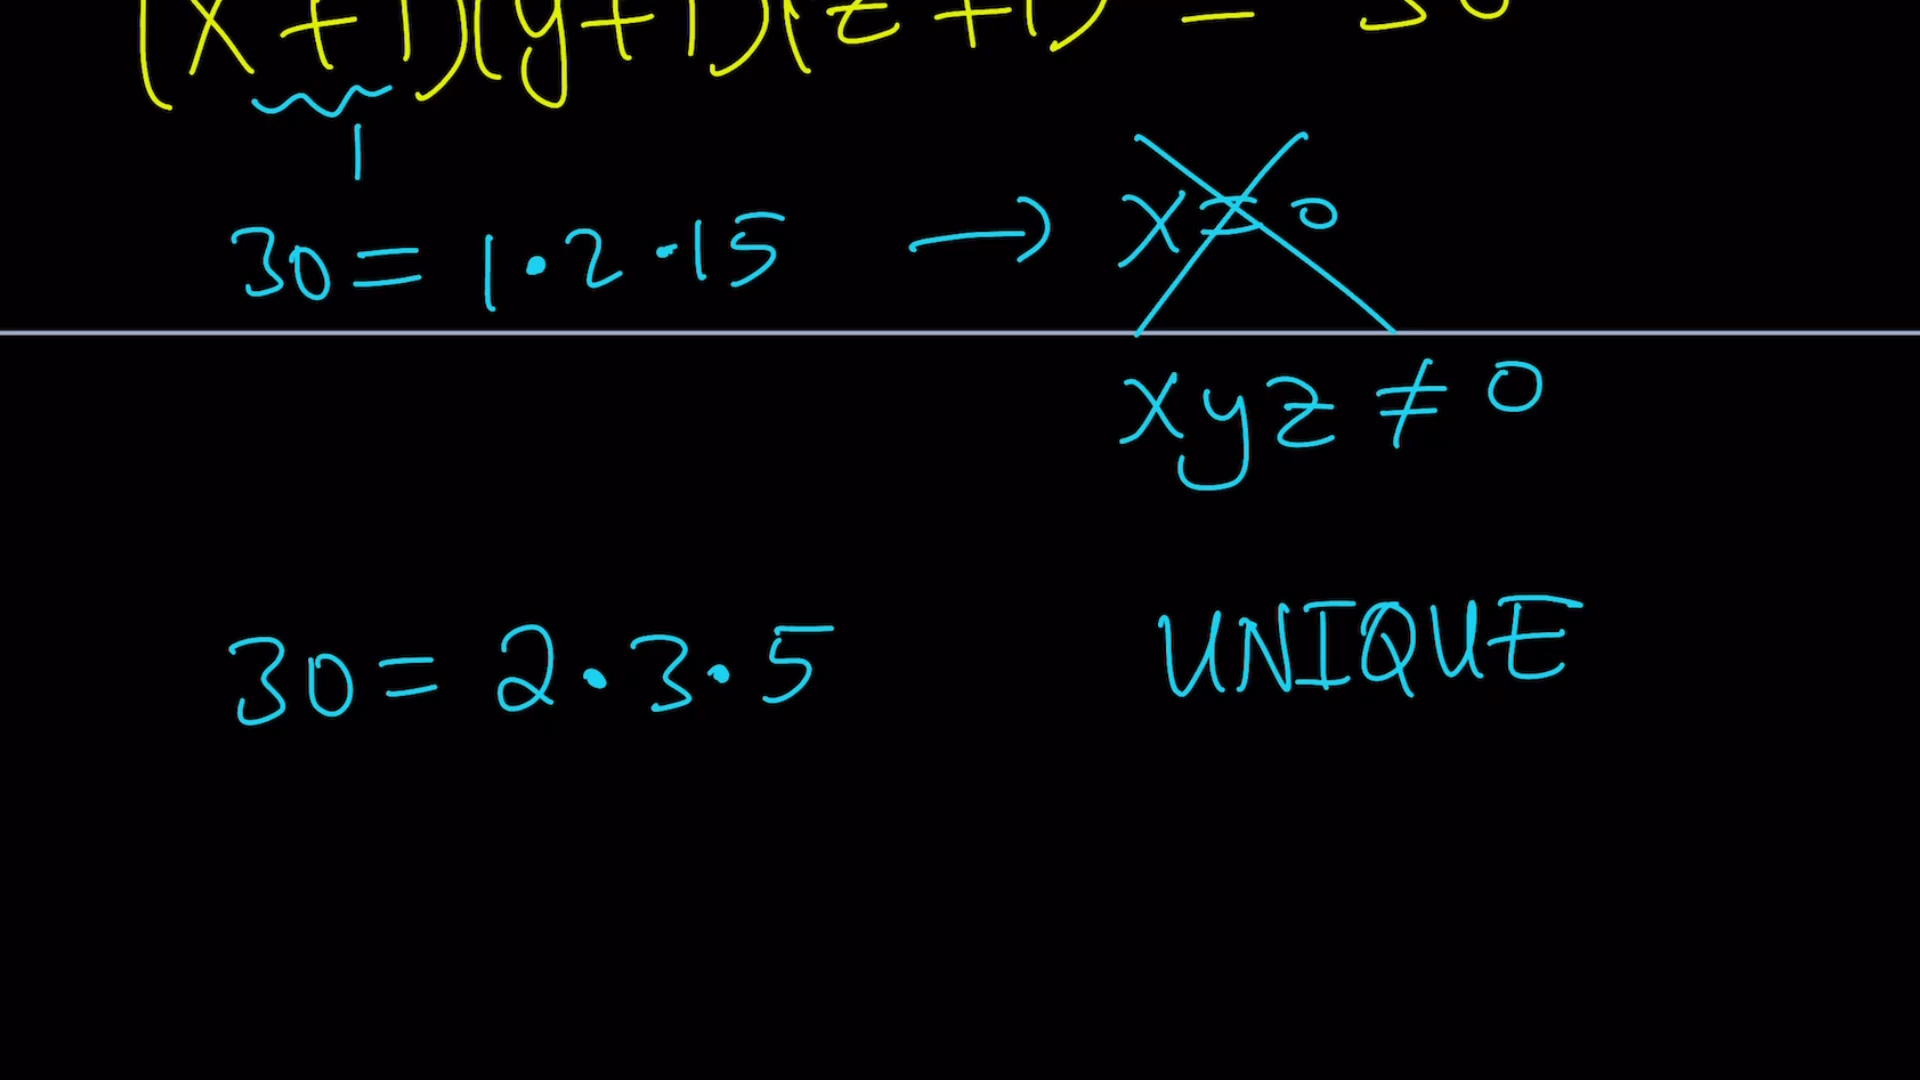 (x+1)(y+1)(z+1) = 30
1
30 = 1·2·15 → x = 0
xyz ≠ 0
30 = 2·3·5 UNIQUE